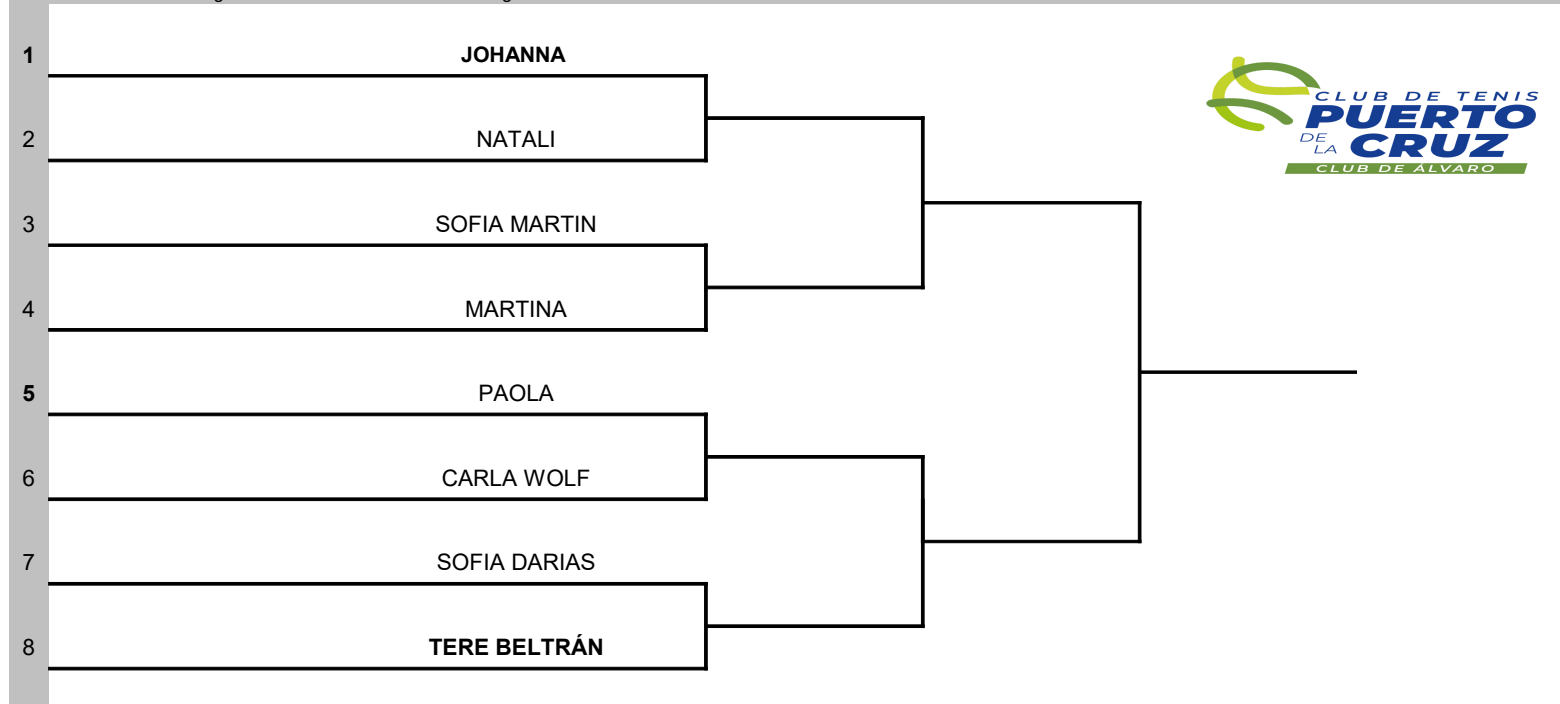 1 JOHANNA
2 NATALI
3 SOFIA MARTIN
4 MARTINA
5 PAOLA
6 CARLA WOLF
7 SOFIA DARIAS
8 TERE BELTRÁN
CLUB DE TENIS
PUERTO
DE LA CRUZ
CLUB DE ÁLVARO